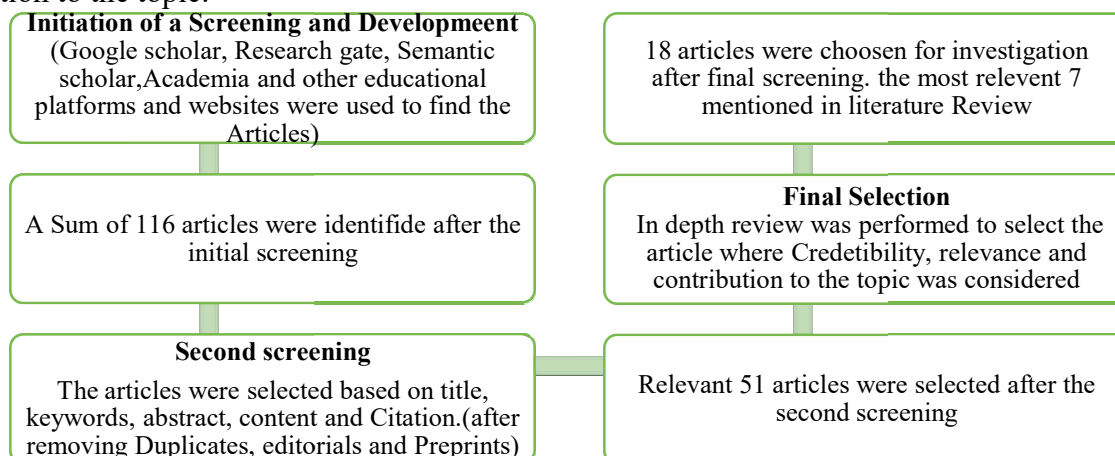 tion to the topic.
Initiation of a Screening and Developmeent
(Google scholar, Research gate, Semantic
scholar,Academia and other educational
platforms and websites were used to find the
Articles)
A Sum of 116 articles were identifide after the
initial screening
Second screening
The articles were selected based on title,
keywords, abstract, content and Citation.(after
removing Duplicates, editorials and Preprints)
Relevant 51 articles were selected after the
second screening
Final Selection
In depth review was performed to select the
article where Credetibility, relevance and
contribution to the topic was considered
18 articles were choosen for investigation
after final screening. the most relevent 7
mentioned in literature Review